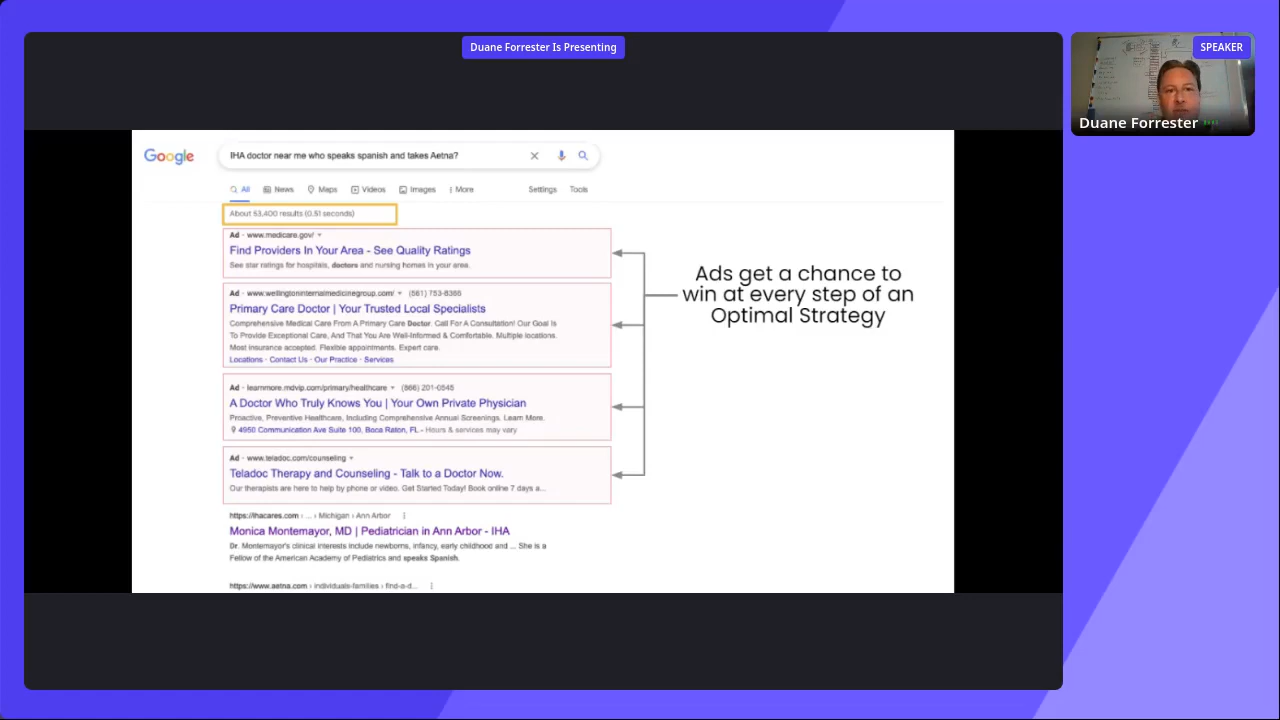 Duane Forrester Is Presenting
SPEAKER
Duane Forrester
Google
IHA doctor near me who speaks spanish and takes Aetna?
All News Maps Videos Images More Settings Tools
About 53,400 results (0.51 seconds)
Ad · www.medicare.gov/
Find Providers In Your Area - See Quality Ratings
See star ratings for hospitals, doctors and nursing homes in your area.
Ad · www.wellingtoninternalmedicinegroup.com/ (561) 753-8386
Primary Care Doctor | Your Trusted Local Specialists
Comprehensive Medical Care From A Primary Care Doctor. Call For A Consultation! Our Goal Is
To Provide Exceptional Care, And That You Are Well-Informed & Comfortable. Multiple locations.
Most insurance accepted. Flexible appointments. Expert care.
Locations · Contact Us · Our Practice · Services
Ad · learnmore.mdvip.com/primary/healthcare (866) 201-0545
A Doctor Who Truly Knows You | Your Own Private Physician
Proactive, Preventive Healthcare, Including Comprehensive Annual Screenings. Learn More.
4950 Communication Ave Suite 100, Boca Raton, FL - Hours & services may vary
Ad · www.teladoc.com/counseling
Teladoc Therapy and Counseling - Talk to a Doctor Now.
Our therapists are here to help by phone or video. Get Started Today! Book online 7 days a...
https://ihacares.com › ... › Michigan › Ann Arbor
Monica Montemayor, MD | Pediatrician in Ann Arbor - IHA
Dr. Montemayor's clinical interests include newborns, infancy, early childhood and ... She is a
Fellow of the American Academy of Pediatrics and speaks Spanish.
https://www.aetna.com › individuals-families › find-a-d...
Ads get a chance to
win at every step of an
Optimal Strategy